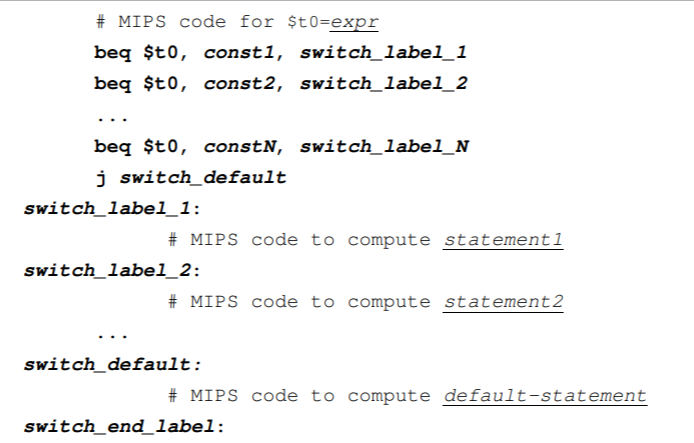 # MIPS code for $t0=expr
beq $t0, const1, switch_label_1
beq $t0, const2, switch_label_2
...
beq $t0, constN, switch_label_N
j switch_default
switch_label_1:
# MIPS code to compute statement1
switch_label_2:
# MIPS code to compute statement2
...
switch_default:
# MIPS code to compute default-statement
switch_end_label: